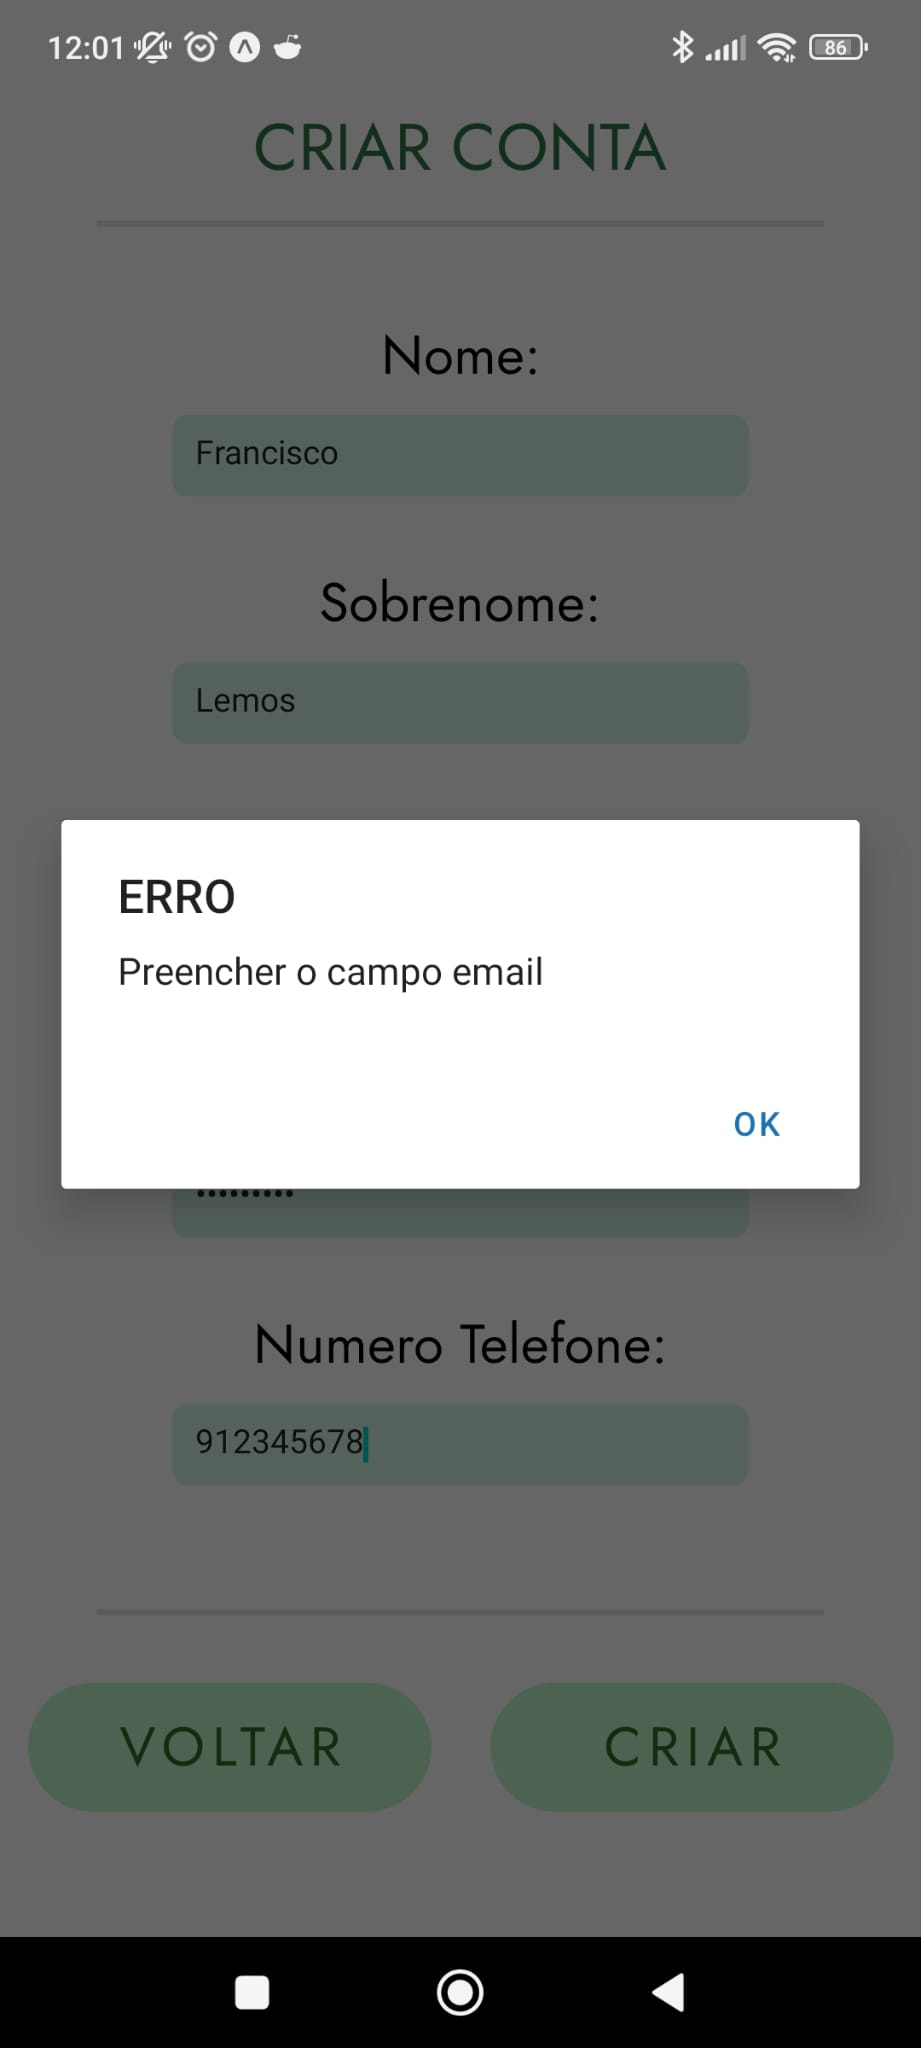 12:01
86
CRIAR CONTA
Nome:
Francisco
Sobrenome:
Lemos
ERRO
Preencher o campo email
OK
•••••••••
Numero Telefone:
912345678
VOLTAR
CRIAR